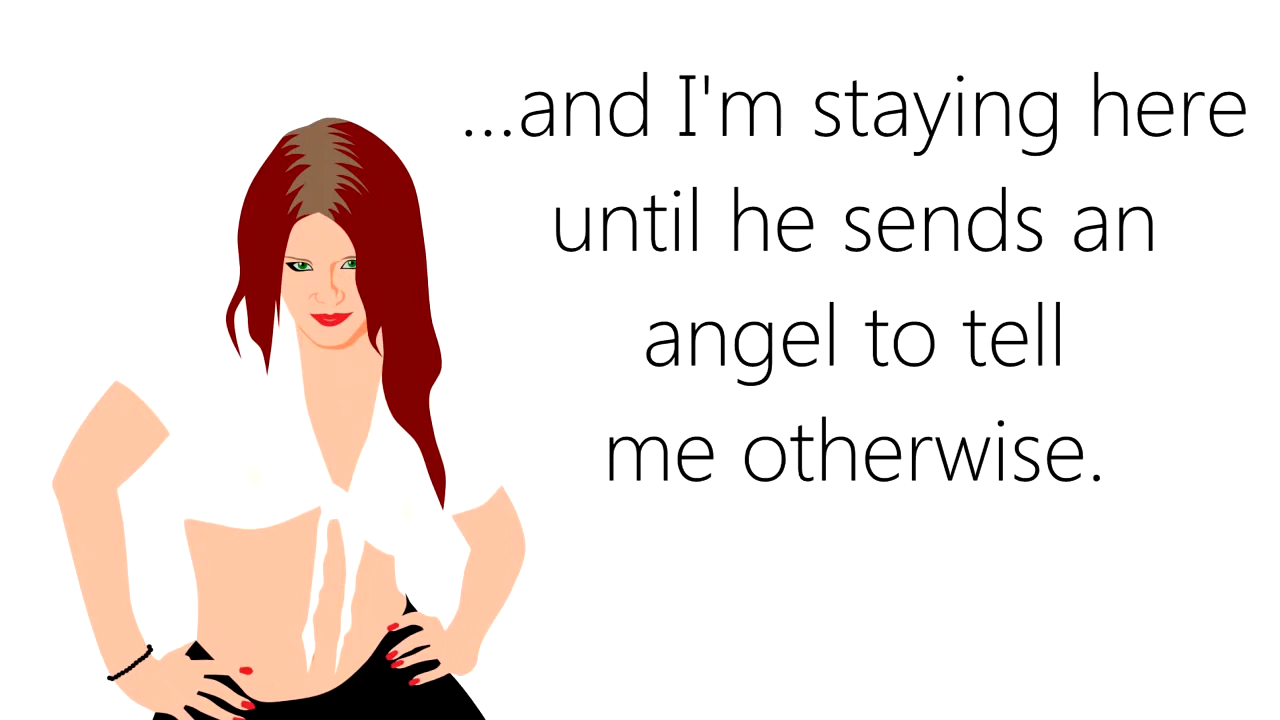 ...and I'm staying here
until he sends an
angel to tell
me otherwise.